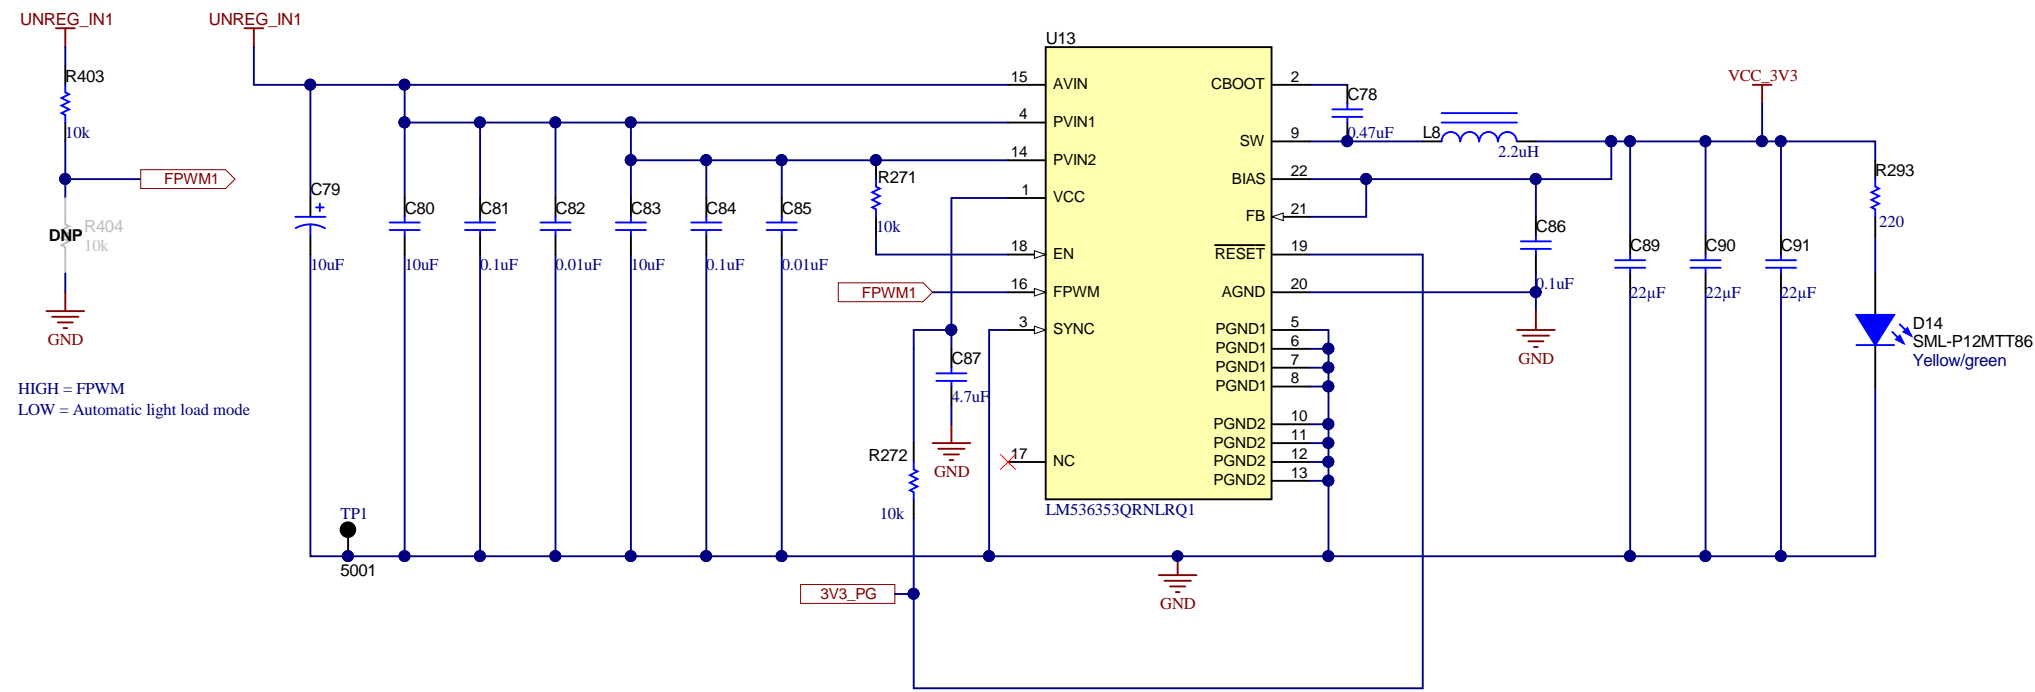 UNREG_IN1
R403
10k
FPWM1
DNP
R404
10k
GND
HIGH = FPWM
LOW = Automatic light load mode
UNREG_IN1
C79
+
10uF
C80
10uF
C81
0.1uF
C82
0.01uF
C83
10uF
C84
0.1uF
C85
0.01uF
R271
10k
FPWM1
TP1
5001
C87
4.7uF
GND
R272
10k
3V3_PG
GND
U13
15 AVIN
4 PVIN1
14 PVIN2
1 VCC
18 EN
16 FPWM
3 SYNC
17 NC
CBOOT 2
SW 9
BIAS 22
FB 21
RESET 19
AGND 20
PGND1 5
PGND1 6
PGND1 7
PGND1 8
PGND2 10
PGND2 11
PGND2 12
PGND2 13
LM536353QRNLRQ1
C78
0.47uF
L8
2.2uH
C86
0.1uF
GND
VCC_3V3
C89
22µF
C90
22µF
C91
22µF
R293
220
D14
SML-P12MTT86
Yellow/green